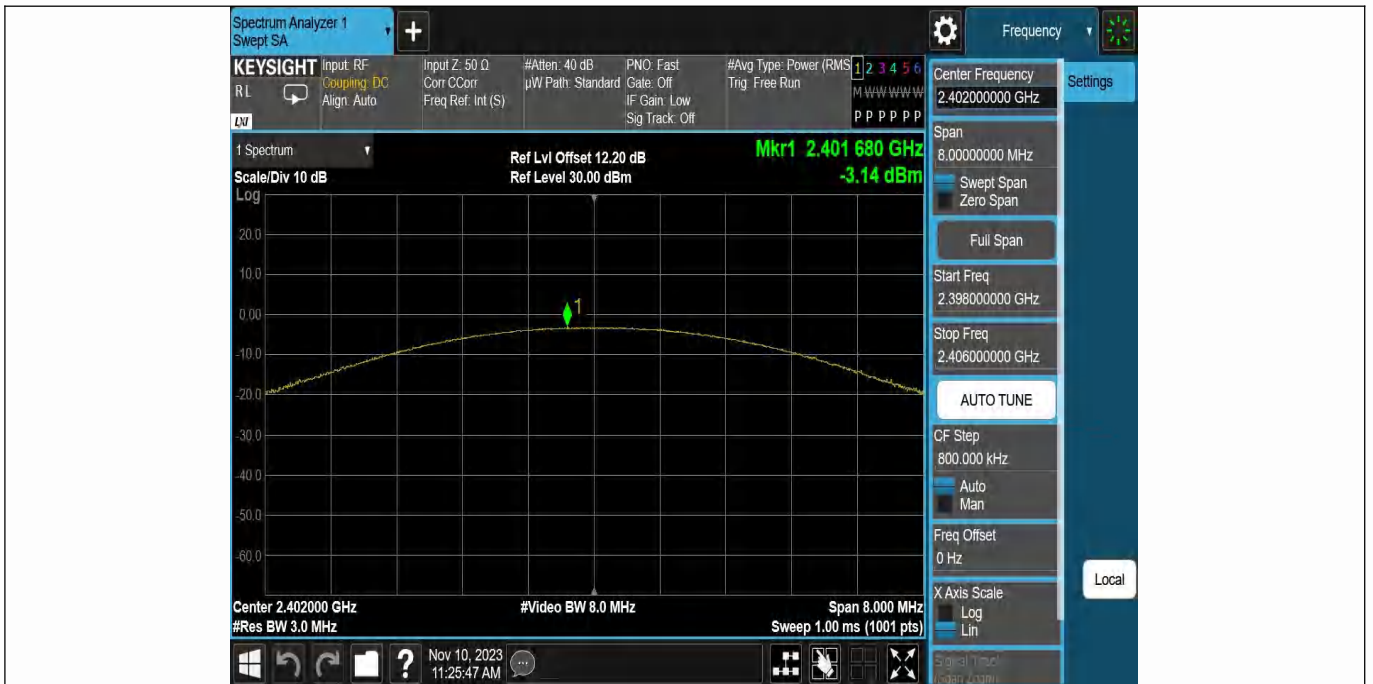 Spectrum Analyzer 1
Swept SA
+
Frequency
KEYSIGHT
RL
LXI
Input: RF
Coupling: DC
Align: Auto
Input Z: 50 Ω
Corr CCorr
Freq Ref: Int (S)
#Atten: 40 dB
µW Path: Standard
PNO: Fast
Gate: Off
IF Gain: Low
Sig Track: Off
#Avg Type: Power (RMS
Trig: Free Run
1 2 3 4 5 6
M W W W W W
P P P P P P
1 Spectrum
Scale/Div 10 dB
Ref Lvl Offset 12.20 dB
Ref Level 30.00 dBm
Mkr1 2.401 680 GHz
-3.14 dBm
Log
20.0
10.0
0.00
-10.0
-20.0
-30.0
-40.0
-50.0
-60.0
1
Center 2.402000 GHz
#Res BW 3.0 MHz
#Video BW 8.0 MHz
Span 8.000 MHz
Sweep 1.00 ms (1001 pts)
Center Frequency
2.402000000 GHz
Settings
Span
8.00000000 MHz
Swept Span
Zero Span
Full Span
Start Freq
2.398000000 GHz
Stop Freq
2.406000000 GHz
AUTO TUNE
CF Step
800.000 kHz
Auto
Man
Freq Offset
0 Hz
X Axis Scale
Log
Lin
Signal Track
(Span Zoom)
Local
?
Nov 10, 2023
11:25:47 AM